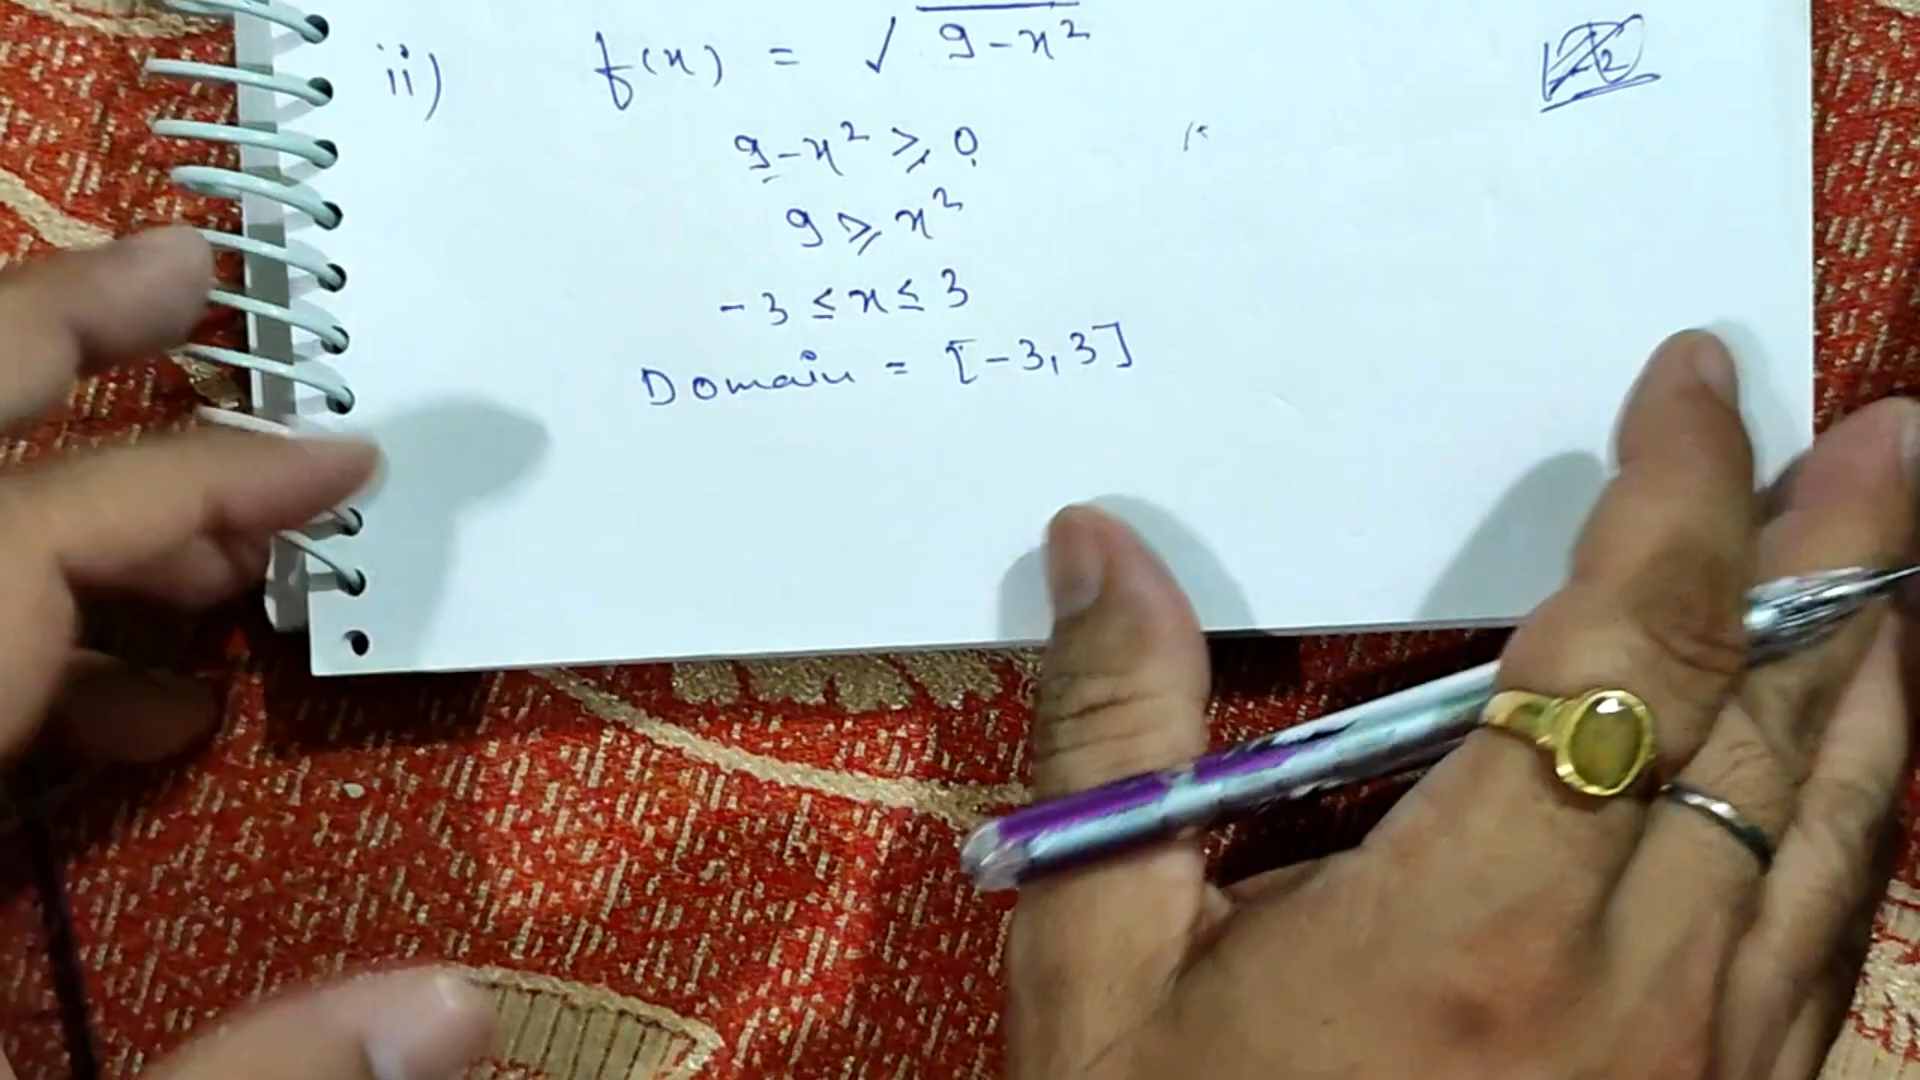 ii) f(x) = √9-x²
9-x² ≥ 0
9 ≥ x²
-3 ≤ x ≤ 3
Domain = [-3, 3]